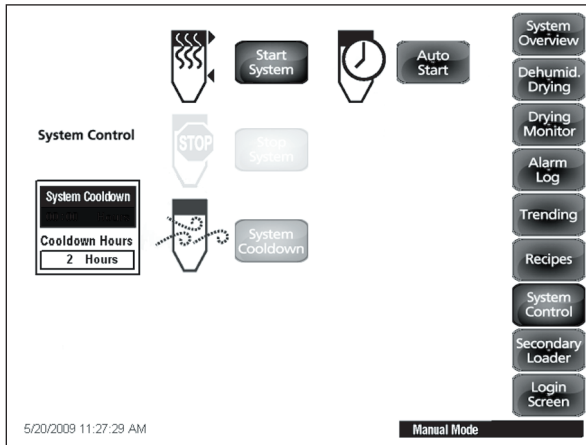 Start
System
Auto
Start
System Control
STOP
Stop
System
System Cooldown
Cooldown Hours
2 Hours
System
Cooldown
System
Overview
Dehumid.
Drying
Drying
Monitor
Alarm
Log
Trending
Recipes
System
Control
Secondary
Loader
Login
Screen
5/20/2009 11:27:29 AM
Manual Mode